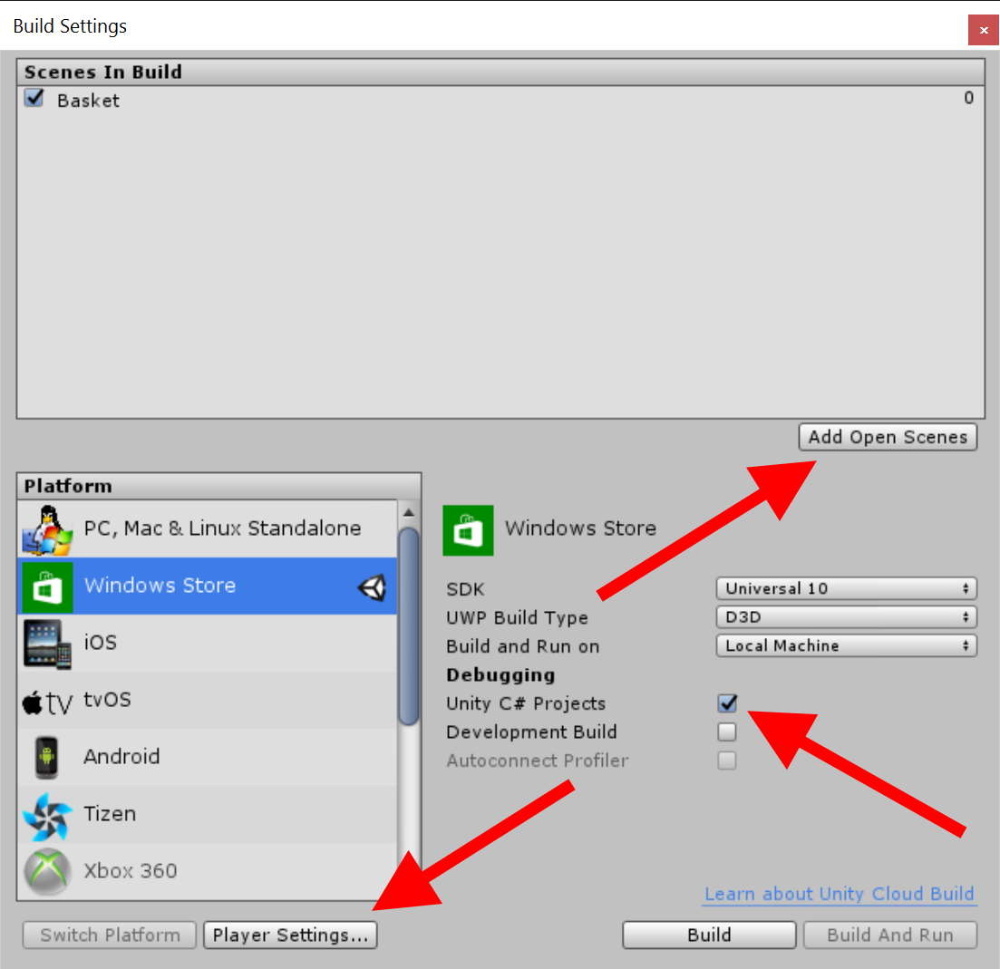 Build Settings
x
Scenes In Build
Basket 0
Add Open Scenes
Platform
PC, Mac & Linux Standalone
Windows Store
iOS
tv tvOS
Android
Tizen
Xbox 360
Windows Store
SDK Universal 10
UWP Build Type D3D
Build and Run on Local Machine
Debugging
Unity C# Projects
Development Build
Autoconnect Profiler
Learn about Unity Cloud Build
Switch Platform Player Settings... Build Build And Run